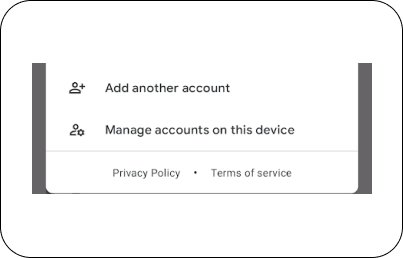 Add another account
Manage accounts on this device
Privacy Policy • Terms of service